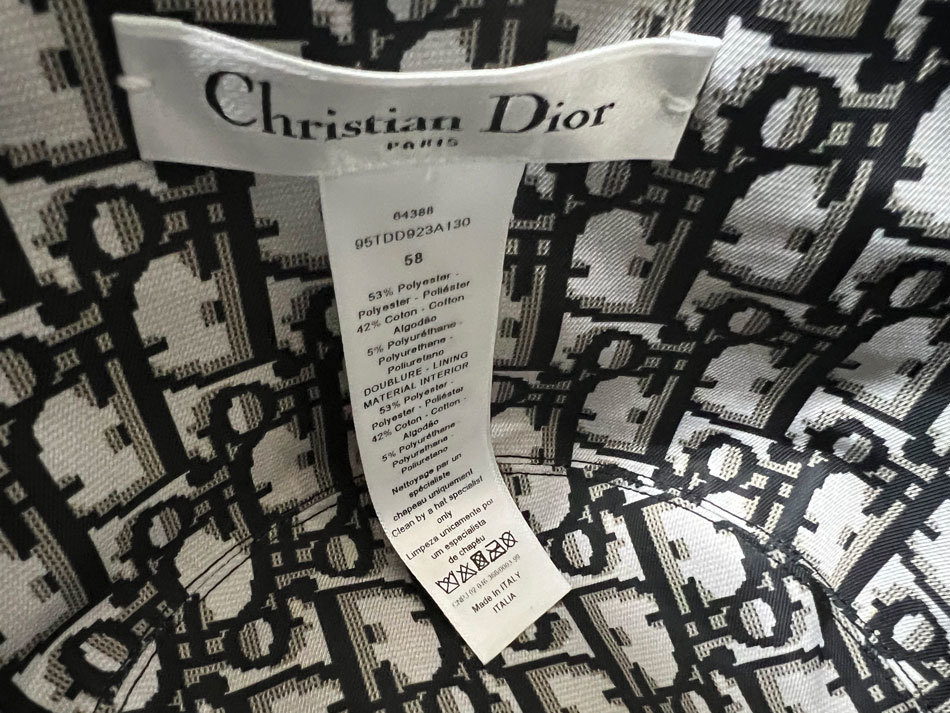 Christian Dior
PARIS
64388
95TDD923A130
58
53% Polyester -
Polyester - Poliéster
42% Coton - Cotton
Algodão
5% Polyuréthane -
Polyurethane -
Poliuretano
DOUBLURE - LINING
MATERIAL INTERIOR
53% Polyester -
Polyester - Poliéster
42% Coton - Cotton -
Algodão
5% Polyuréthane -
Polyurethane -
Poliuretano
Nettoyage par un
spécialiste
chapeau uniquement
Clean by a hat specialist
only
Limpeza unicamente por
um especialista
de chapéu
Made in ITALY
ITALIA